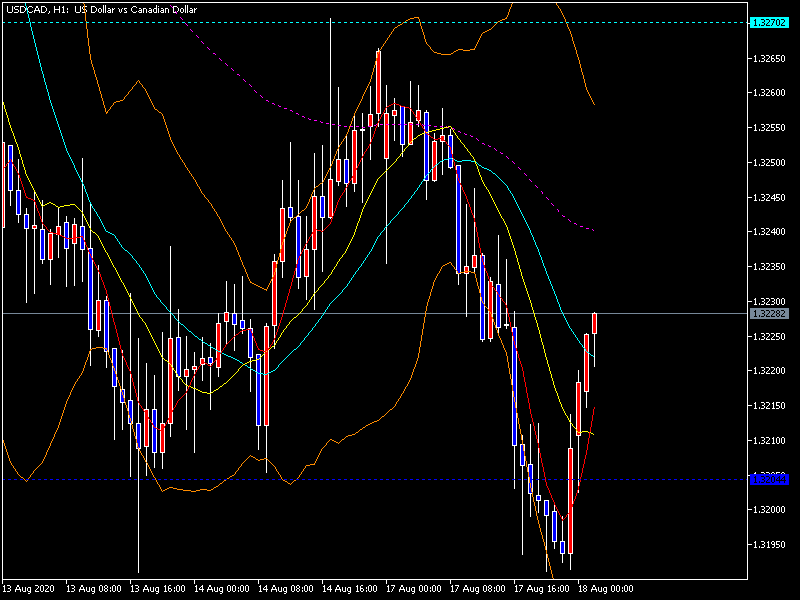 USDCAD, H1: US Dollar vs Canadian Dollar
1.32702
1.32650
1.32600
1.32550
1.32500
1.32450
1.32400
1.32350
1.32300
1.32282
1.32250
1.32200
1.32150
1.32100
1.32044
1.32000
1.31950
13 Aug 2020
13 Aug 08:00
13 Aug 16:00
14 Aug 00:00
14 Aug 08:00
14 Aug 16:00
17 Aug 00:00
17 Aug 08:00
17 Aug 16:00
18 Aug 00:00